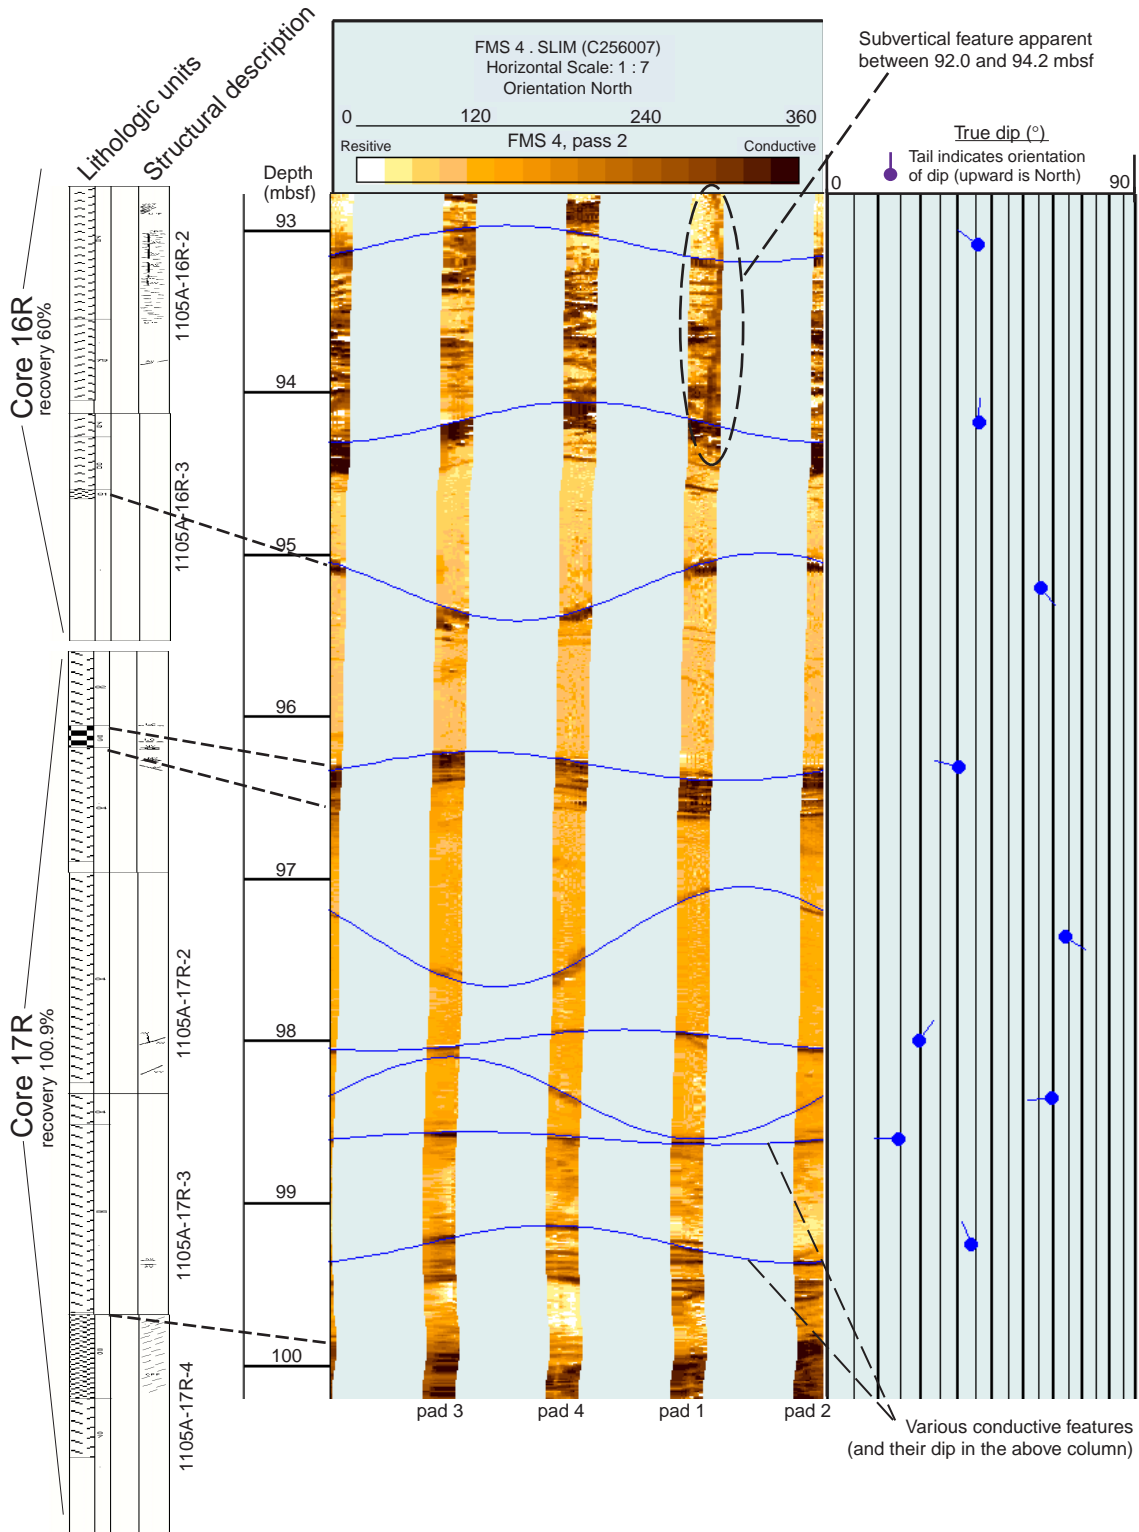 Lithologic units
Structural description
FMS 4 . SLIM (C256007)
Horizontal Scale: 1 : 7
Orientation North
0 120 240 360
FMS 4, pass 2
Resitive
Conductive
Depth
(mbsf)
Subvertical feature apparent
between 92.0 and 94.2 mbsf
True dip (°)
Tail indicates orientation
of dip (upward is North)
0 90
93
94
95
96
97
98
99
100
Core 16R
recovery 60%
1105A-16R-2
1105A-16R-3
Core 17R
recovery 100.9%
1105A-17R-2
1105A-17R-3
1105A-17R-4
pad 3 pad 4 pad 1 pad 2
Various conductive features
(and their dip in the above column)